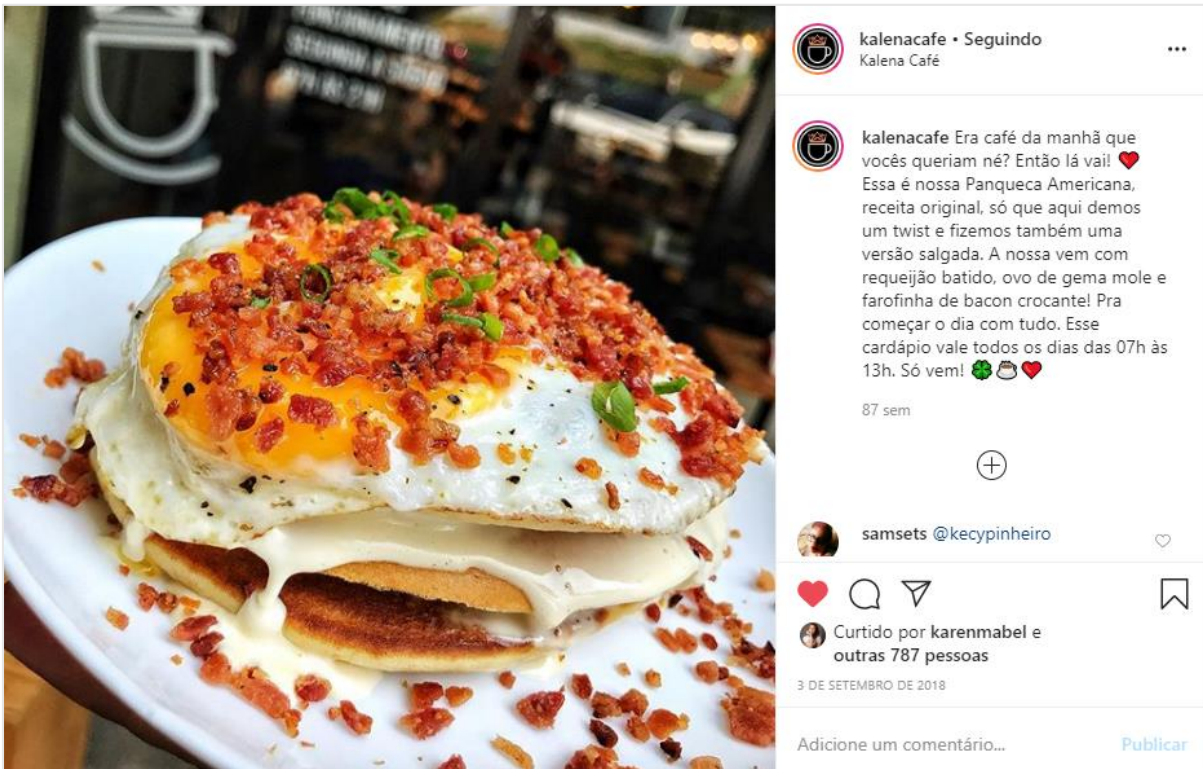 SEGUNDA A
kalenacafe • Seguindo
Kalena Café
kalenacafe Era café da manhã que
vocês queriam né? Então lá vai! ❤️
Essa é nossa Panqueca Americana,
receita original, só que aqui demos
um twist e fizemos também uma
versão salgada. A nossa vem com
requeijão batido, ovo de gema mole e
farofinha de bacon crocante! Pra
começar o dia com tudo. Esse
cardápio vale todos os dias das 07h às
13h. Só vem! 🍀☕❤️
87 sem
samsets @kecypinheiro
Curtido por karenmabel e
outras 787 pessoas
3 DE SETEMBRO DE 2018
Adicione um comentário...
Publicar